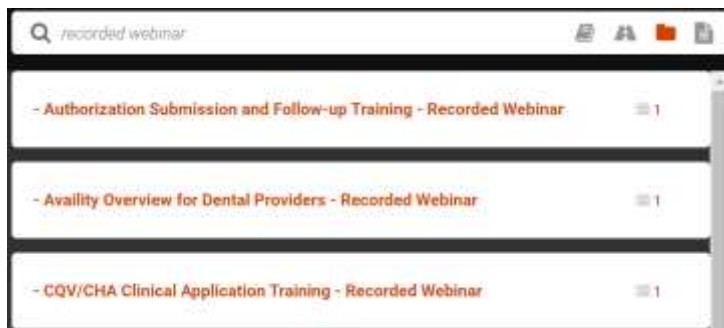 recorded webinar
- Authorization Submission and Follow-up Training - Recorded Webinar 1
- Availity Overview for Dental Providers - Recorded Webinar 1
- CQV/CHA Clinical Application Training - Recorded Webinar 1